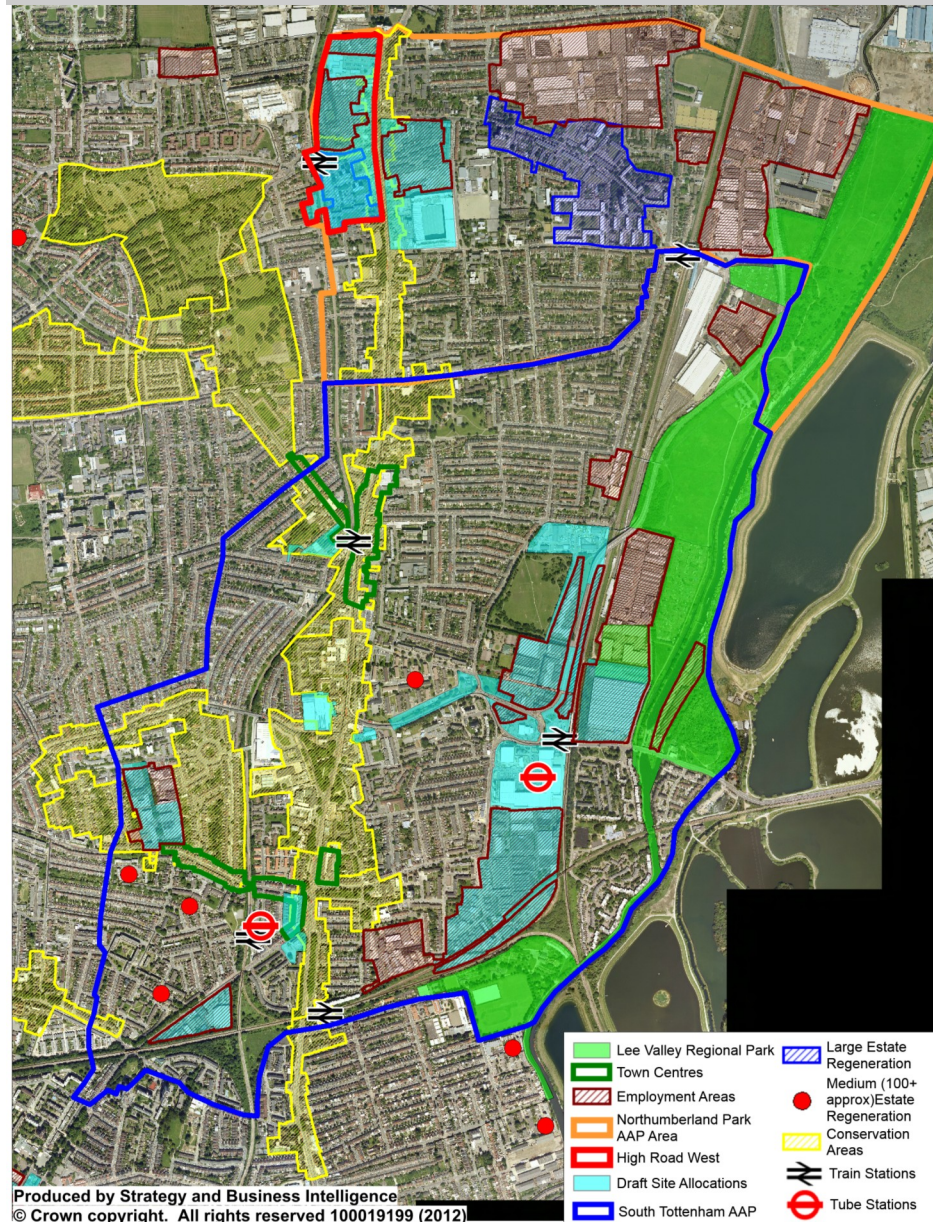 Lee Valley Regional Park
Town Centres
Employment Areas
Northumberland Park
AAP Area
High Road West
Draft Site Allocations
South Tottenham AAP
Large Estate
Regeneration
Medium (100+
approx)Estate
Regeneration
Conservation
Areas
Train Stations
Tube Stations
Produced by Strategy and Business Intelligence
© Crown copyright.  All rights reserved 100019199 (2012)